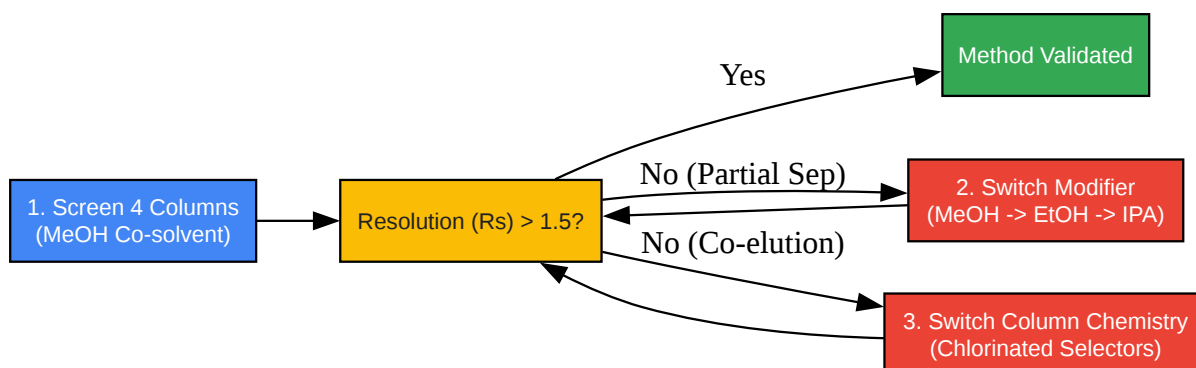 Method Validated
Yes
No (Partial Sep)
2. Switch Modifier
(MeOH -> EtOH -> IPA)
1. Screen 4 Columns
(MeOH Co-solvent)
Resolution (Rs) > 1.5?
No (Co-elution)
3. Switch Column Chemistry
(Chlorinated Selectors)